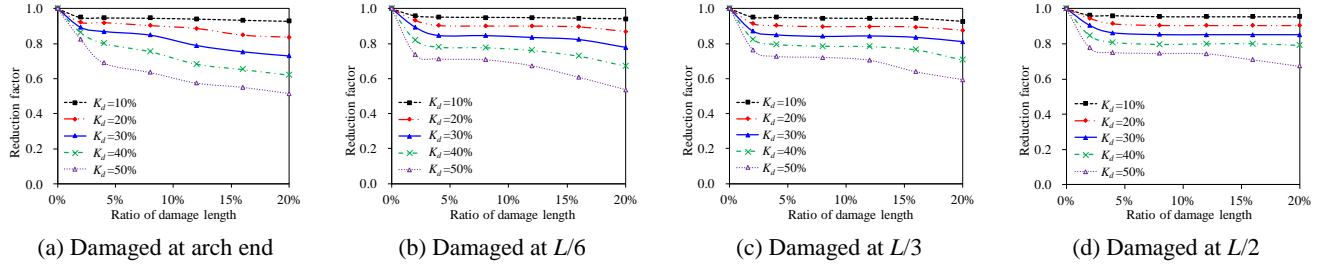 Reduction factor
1.0
0.8
0.6
0.4
0.2
0.0
K_d=10%
K_d=20%
K_d=30%
K_d=40%
K_d=50%
0% 5% 10% 15% 20%
Ratio of damage length
(a) Damaged at arch end
Reduction factor
1.0
0.8
0.6
0.4
0.2
0.0
K_d=10%
K_d=20%
K_d=30%
K_d=40%
K_d=50%
0% 5% 10% 15% 20%
Ratio of damage length
(b) Damaged at L/6
Reduction factor
1.0
0.8
0.6
0.4
0.2
0.0
K_d=10%
K_d=20%
K_d=30%
K_d=40%
K_d=50%
0% 5% 10% 15% 20%
Ratio of damage length
(c) Damaged at L/3
Reduction factor
1.0
0.8
0.6
0.4
0.2
0.0
K_d=10%
K_d=20%
K_d=30%
K_d=40%
K_d=50%
0% 5% 10% 15% 20%
Ratio of damage length
(d) Damaged at L/2